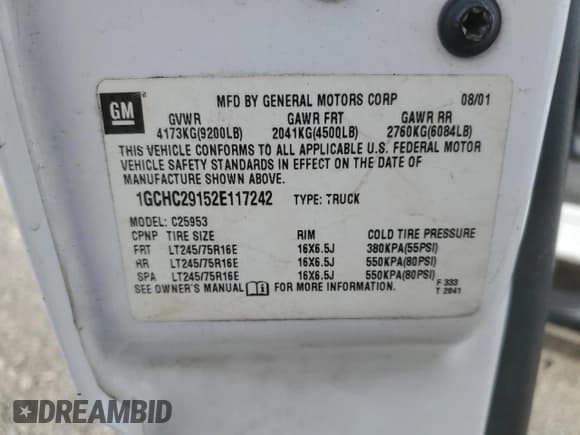 GM
MFD BY GENERAL MOTORS CORP 08/01
GVWR GAWR FRT GAWR RR
4173KG(9200LB) 2041KG(4500LB) 2760KG(6084LB)
THIS VEHICLE CONFORMS TO ALL APPLICABLE U.S. FEDERAL MOTOR
VEHICLE SAFETY STANDARDS IN EFFECT ON THE DATE OF
MANUFACTURE SHOWN ABOVE.
1GCHC29152E117242 TYPE: TRUCK
MODEL: C25953
CPNP TIRE SIZE RIM COLD TIRE PRESSURE
FRT LT245/75R16E 16X6.5J 380KPA(55PSI)
RR LT245/75R16E 16X6.5J 550KPA(80PSI)
SPA LT245/75R16E 16X6.5J 550KPA(80PSI)
SEE OWNER'S MANUAL FOR MORE INFORMATION.
F 333
T 2041
DREAMBID